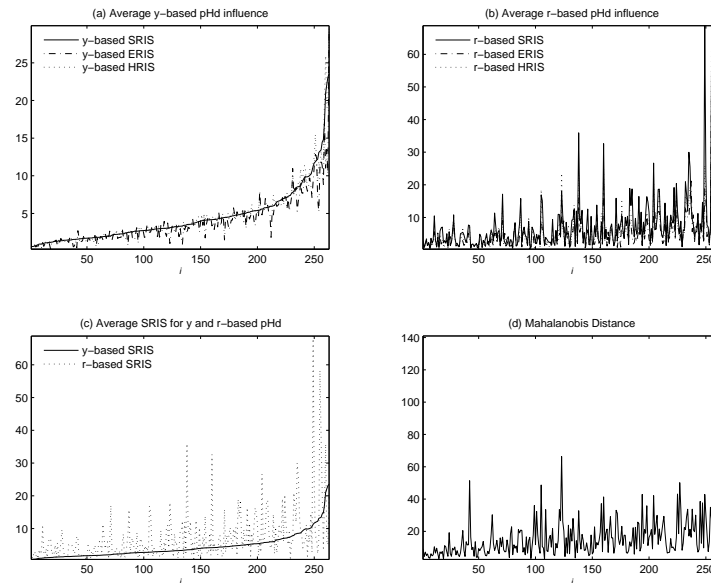 (a) Average y−based pHd influence
y−based SRIS
y−based ERIS
y−based HRIS
25
20
15
10
5
50 100 150 200 250
i
(b) Average r−based pHd influence
r−based SRIS
r−based ERIS
r−based HRIS
60
50
40
30
20
10
50 100 150 200 250
i
(c) Average SRIS for y and r−based pHd
y−based SRIS
r−based SRIS
60
50
40
30
20
10
50 100 150 200 250
i
(d) Mahalanobis Distance
140
120
100
80
60
40
20
50 100 150 200 250
i